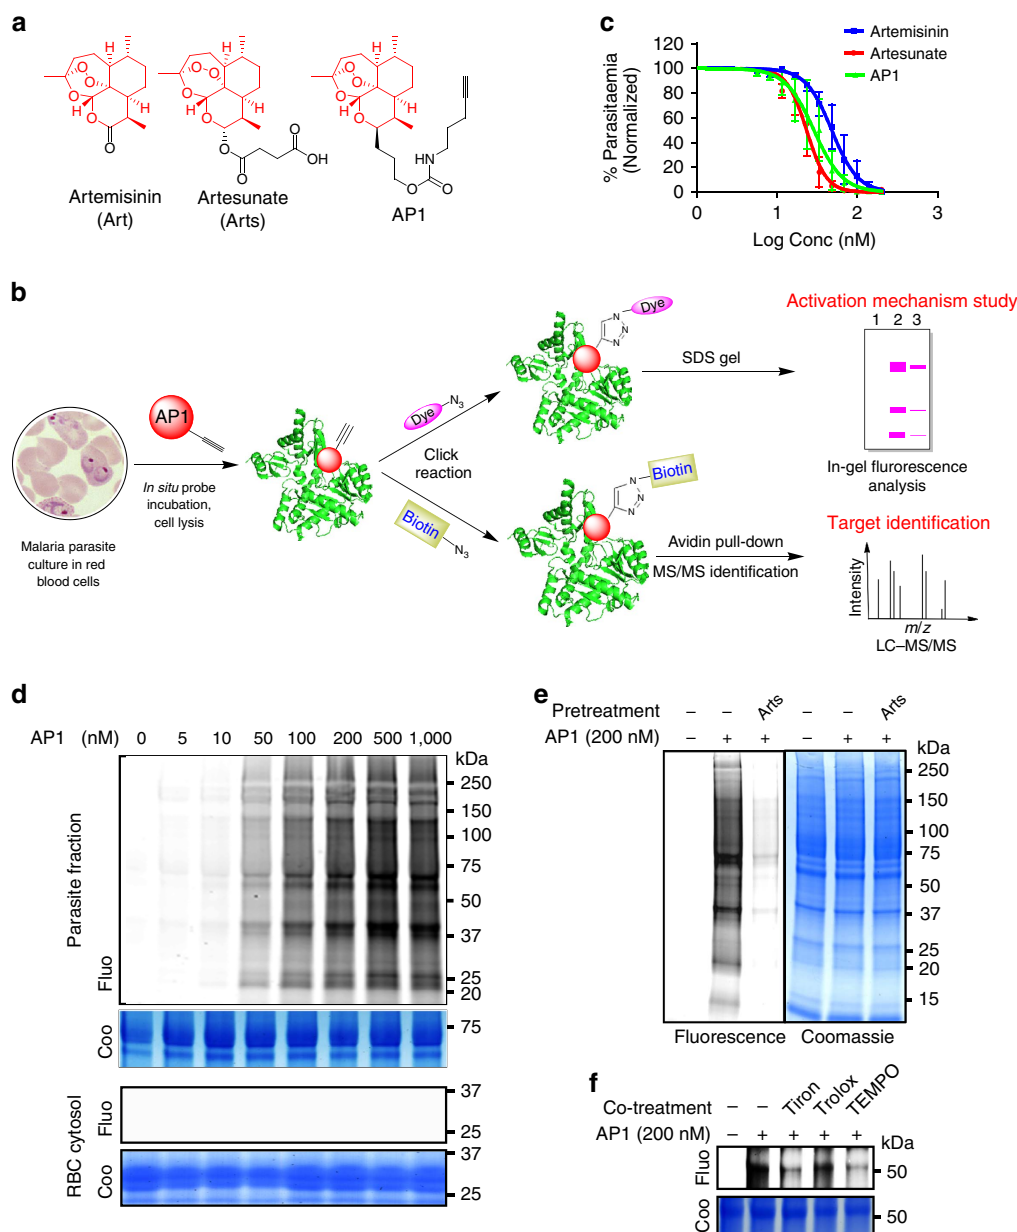 a
H
O
O
O
O
H
H
O
O
Artemisinin
(Art)
H
O
O
O
O
H
H
O
O
O
OH
Artesunate
(Arts)
H
O
O
O
O
H
H
HN
O
O
AP1
c
Artemisinin
Artesunate
AP1
% Parasitaemia
(Normalized)
120
100
80
60
40
20
0
0 1 2 3
Log Conc (nM)
b
AP1
In situ probe
incubation,
cell lysis
Malaria parasite
culture in red
blood cells
Dye
N3
Click
reaction
Biotin
N3
N
N
N
Dye
SDS gel
Activation mechanism study
1 2 3
In-gel flurorescence
analysis
N
N
N
Biotin
Avidin pull-down
MS/MS identification
Target identification
Intensity
m/z
LC–MS/MS
d
AP1 (nM) 0 5 10 50 100 200 500 1,000
kDa
250
150
100
75
50
37
25
20
Parasite fraction
Fluo
Coo
75
RBC cytosol
Fluo
37
25
Coo
37
25
e
Pretreatment – – Arts – – Arts
AP1 (200 nM) – + + – + +
kDa
250
150
100
75
50
37
25
20
15
Fluorescence Coomassie
f
Co-treatment – – Tiron Trolox TEMPO
AP1 (200 nM) – + + + +
kDa
Fluo
50
Coo
50